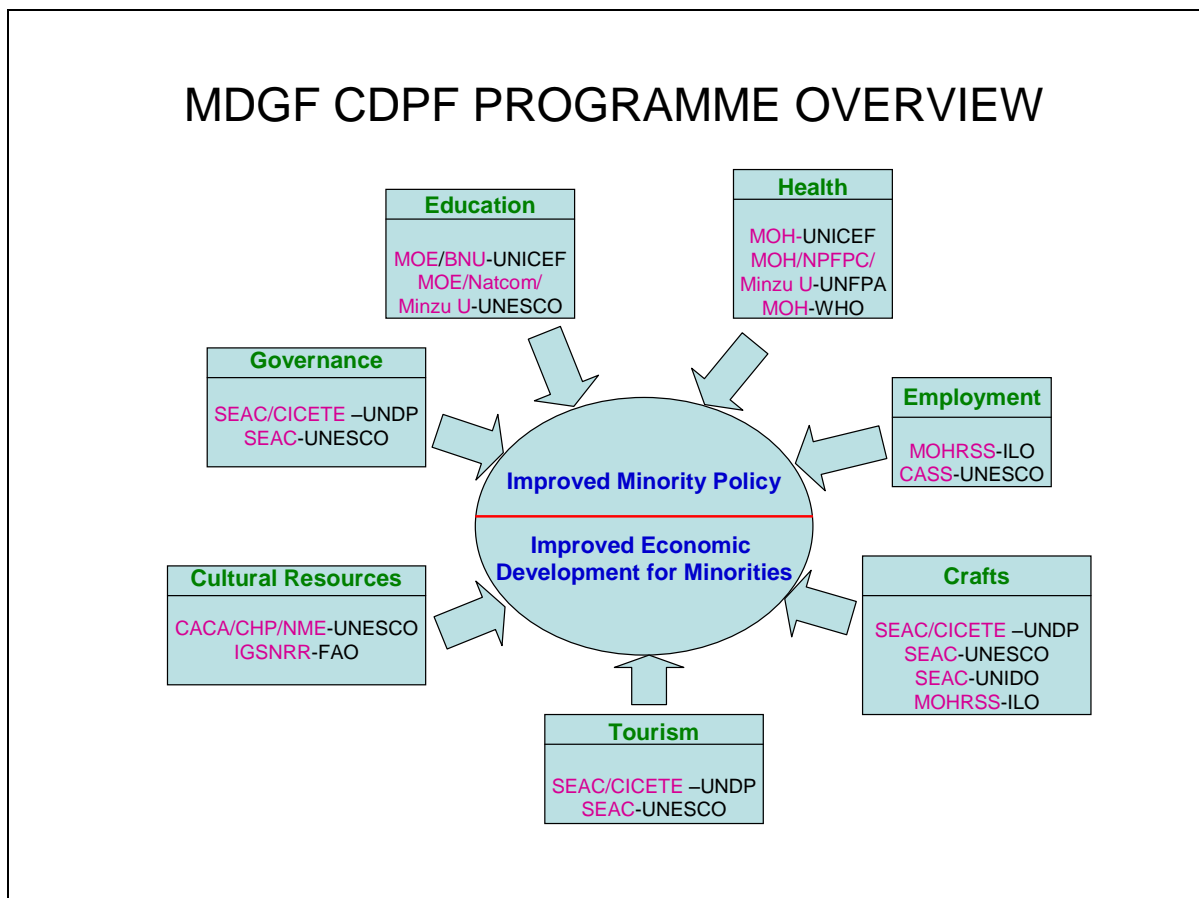 MDGF CDPF PROGRAMME OVERVIEW
Education
MOE/BNU-UNICEF
MOE/Natcom/
Minzu U-UNESCO
Health
MOH-UNICEF
MOH/NPFPC/
Minzu U-UNFPA
MOH-WHO
Governance
SEAC/CICETE –UNDP
SEAC-UNESCO
Employment
MOHRSS-ILO
CASS-UNESCO
Improved Minority Policy
Improved Economic
Development for Minorities
Cultural Resources
CACA/CHP/NME-UNESCO
IGSNRR-FAO
Crafts
SEAC/CICETE –UNDP
SEAC-UNESCO
SEAC-UNIDO
MOHRSS-ILO
Tourism
SEAC/CICETE –UNDP
SEAC-UNESCO